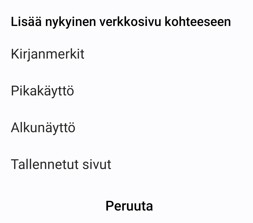 Lisää nykyinen verkkosivu kohteeseen
Kirjanmerkit
Pikakäyttö
Alkunäyttö
Tallennetut sivut
Peruuta